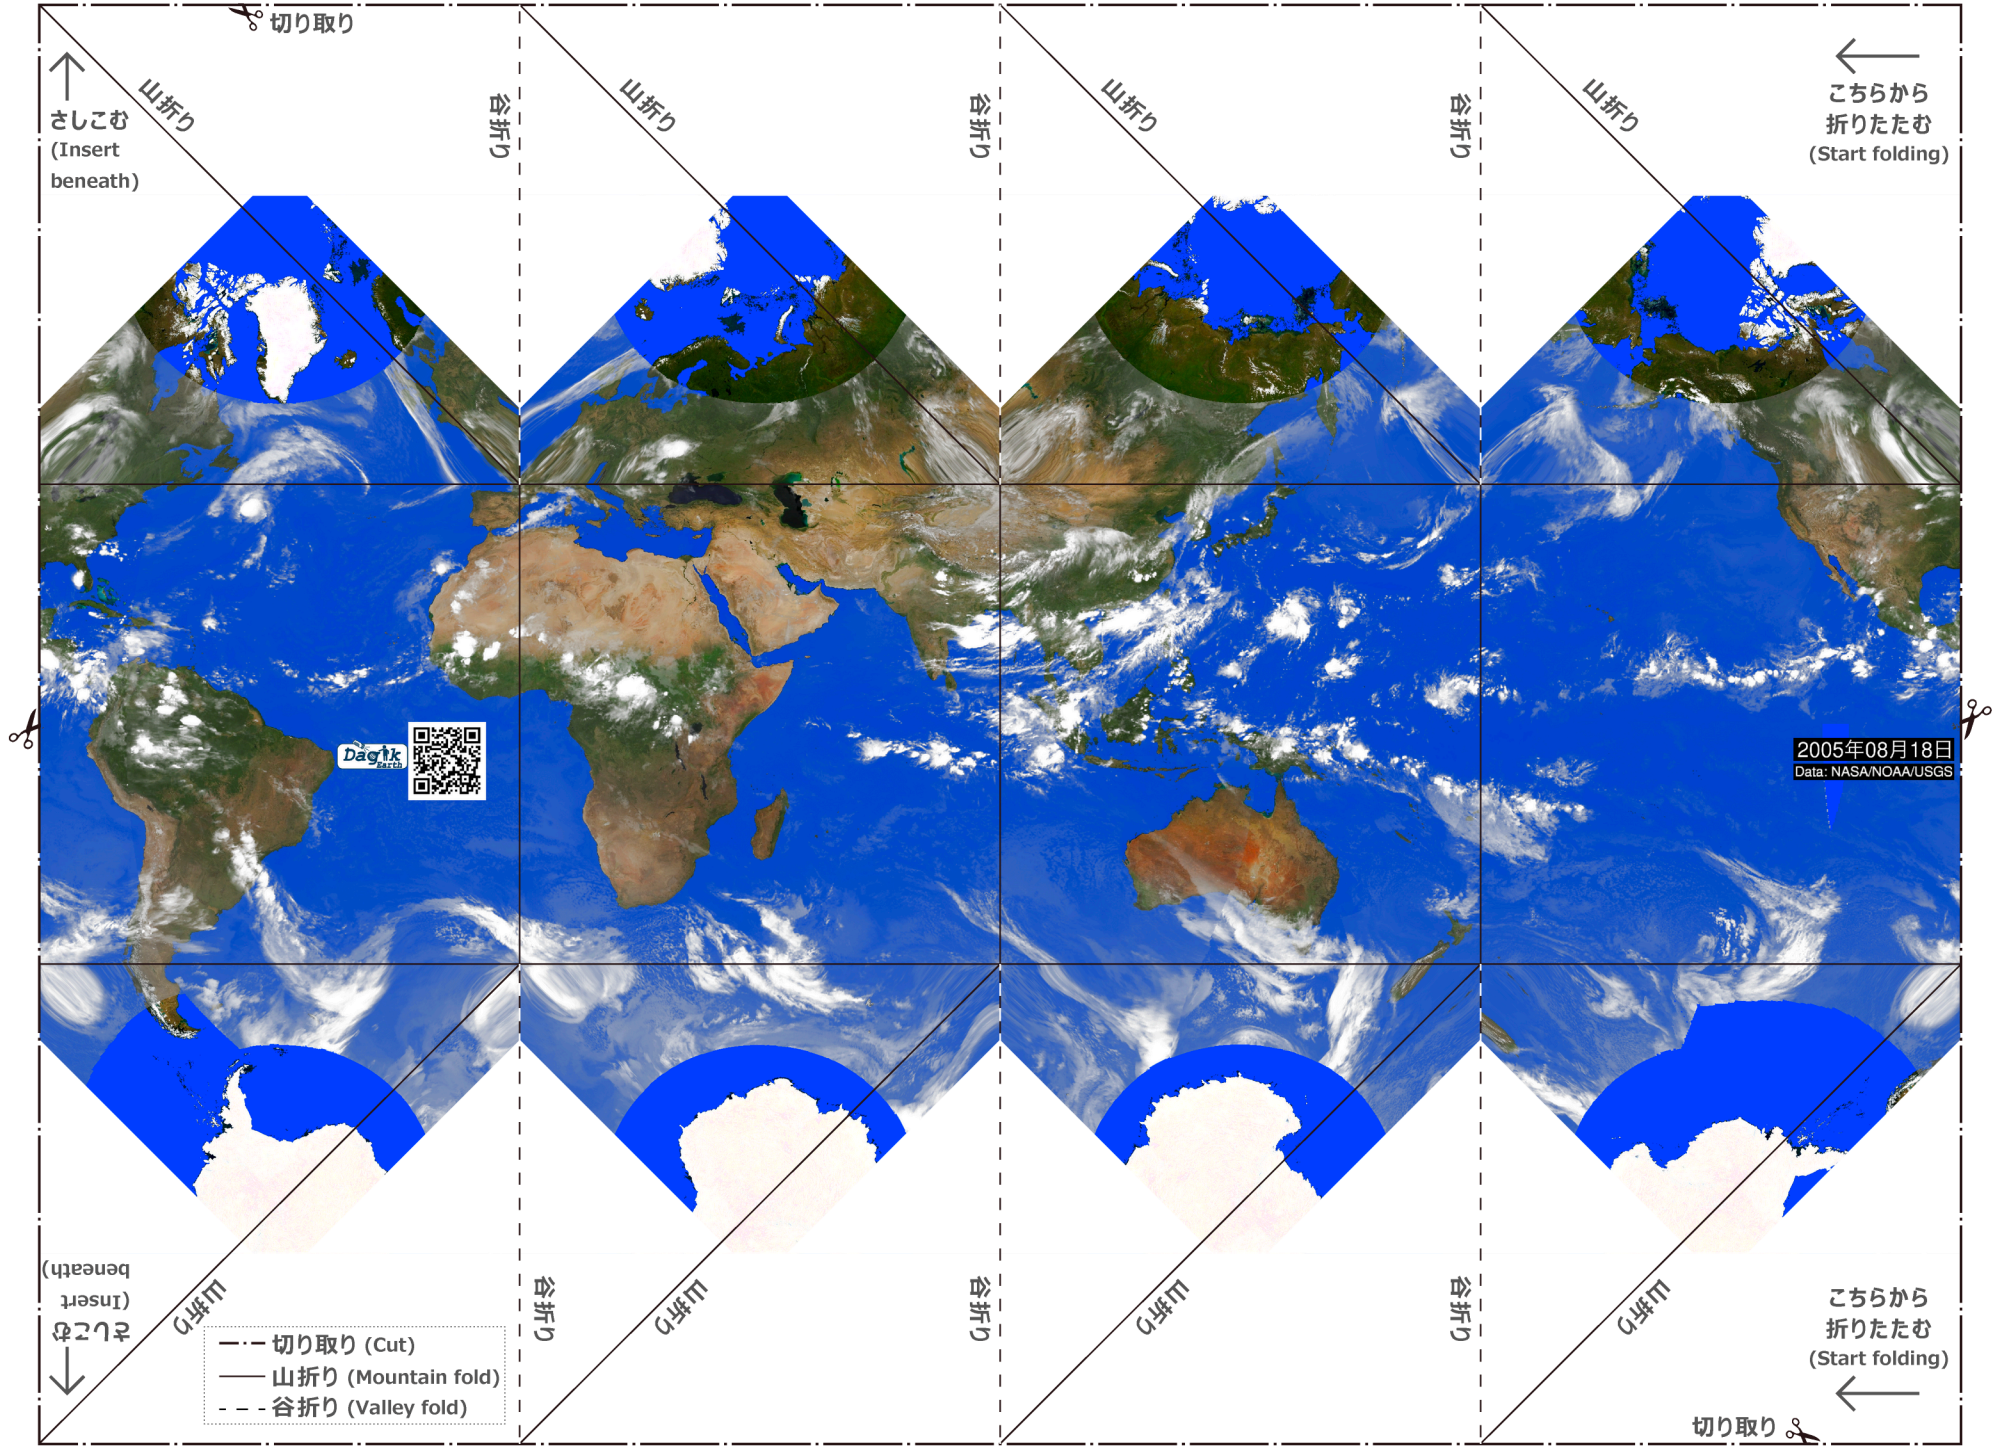 切り取り
さしこむ
(Insert
beneath)
山折り
谷折り
山折り
谷折り
山折り
谷折り
山折り
こちらから
折りたたむ
(Start folding)
Dagik
Earth
2005年08月18日
Data: NASA/NOAA/USGS
さしこむ
(Insert
beneath)
山折り
谷折り
山折り
谷折り
山折り
谷折り
山折り
こちらから
折りたたむ
(Start folding)
切り取り (Cut)
山折り (Mountain fold)
谷折り (Valley fold)
切り取り